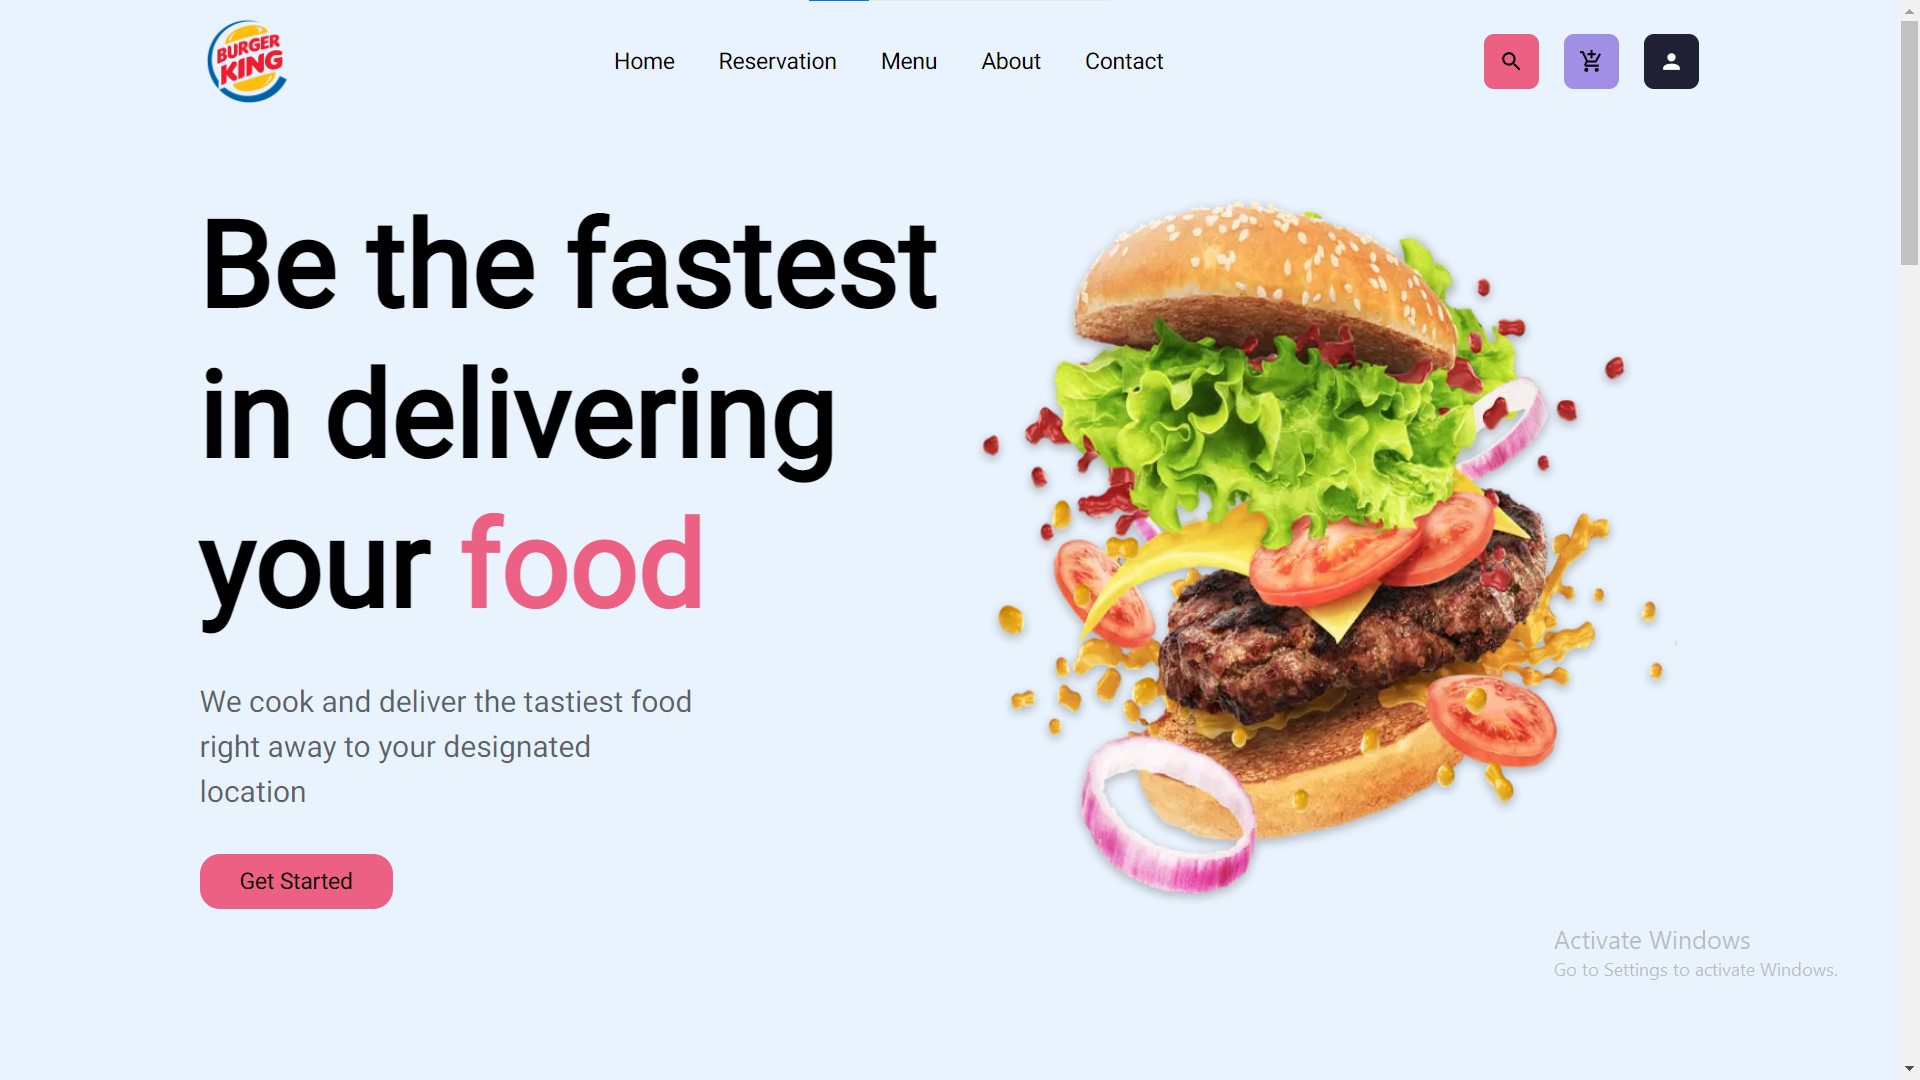 BURGER
KING
Home Reservation Menu About Contact
Be the fastest
in delivering
your food
We cook and deliver the tastiest food
right away to your designated
location
Get Started
Activate Windows
Go to Settings to activate Windows.